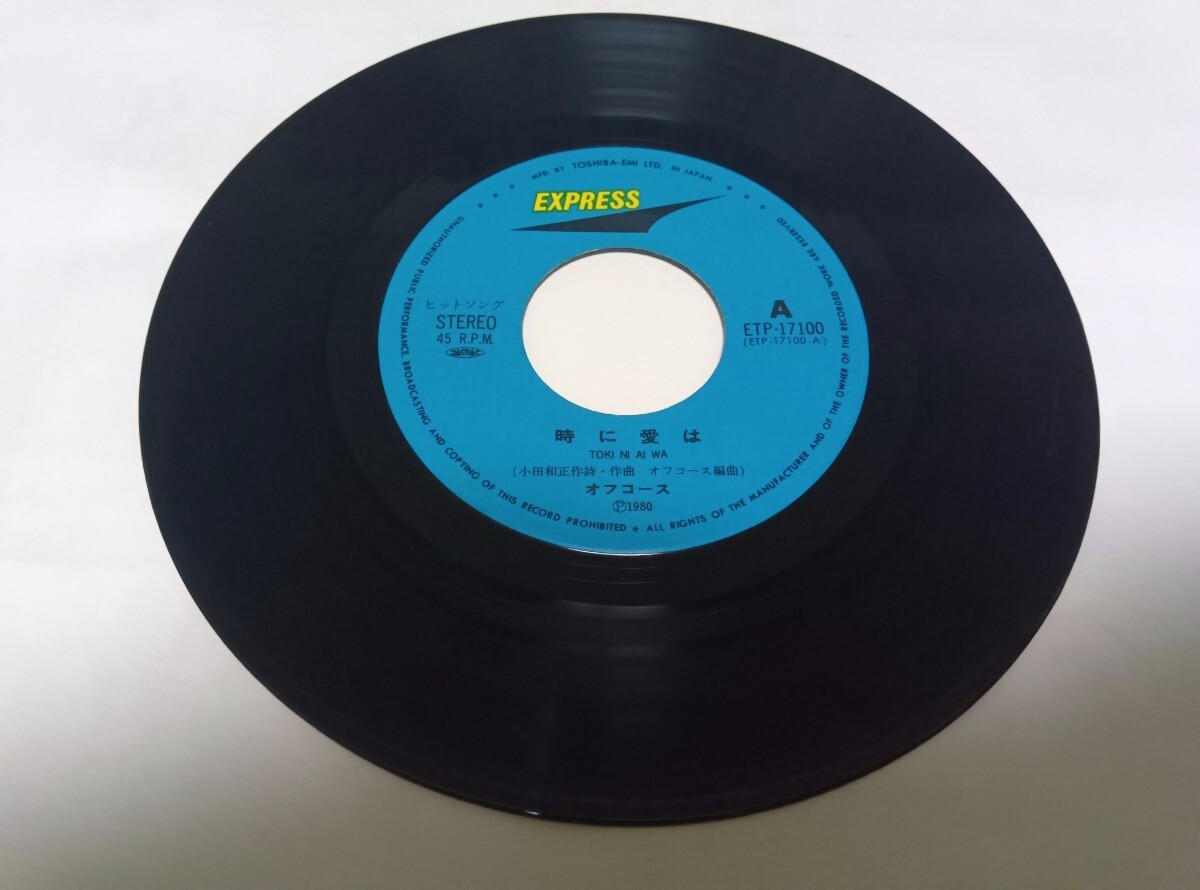 MFD. BY TOSHIBA-EMI LTD. IN JAPAN
EXPRESS
ヒットソング
STEREO
45 R.P.M.
JASRAC
A
ETP-17100
(ETP-17100-A)
時に愛は
TOKI NI AI WA
(小田和正作詩・作曲 オフコース編曲)
オフコース
Ⓟ1980
UNAUTHORIZED PUBLIC PERFORMANCE, BROADCASTING AND COPYING OF THIS RECORD PROHIBITED ★ ALL RIGHTS OF THE MANUFACTURER AND OF THE OWNER OF THE RECORDED WORK ARE RESERVED